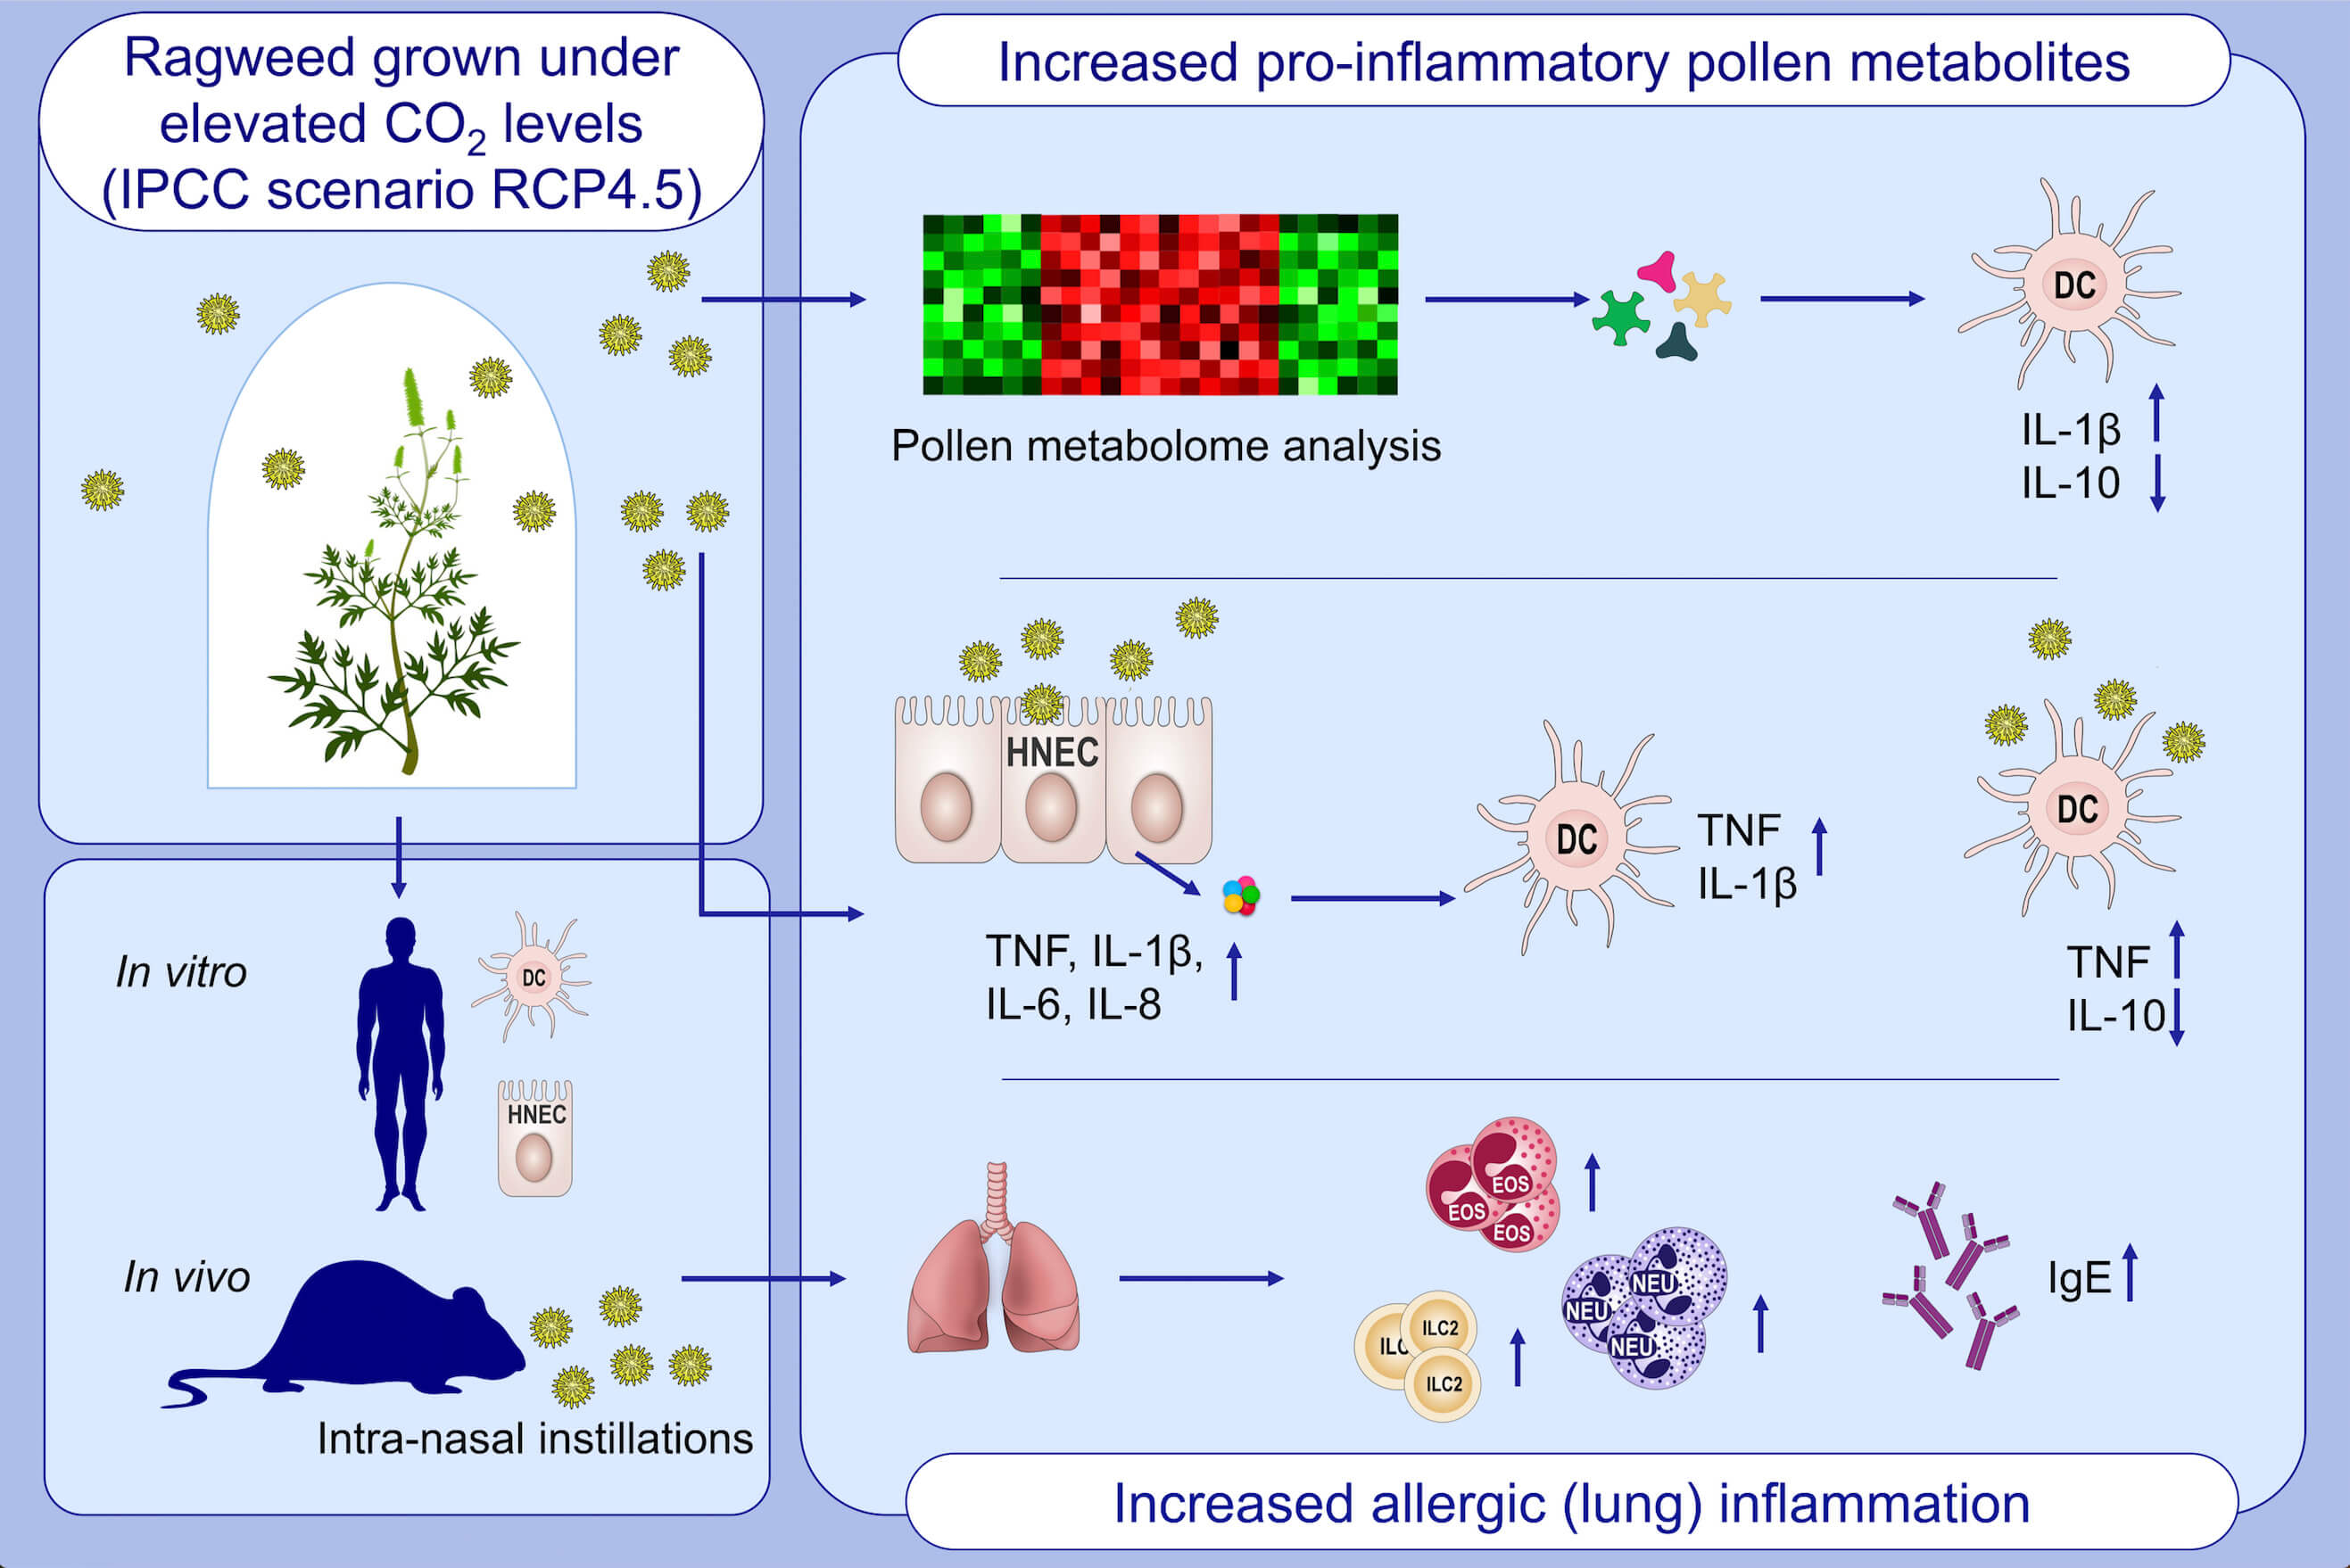 Ragweed grown under
elevated CO₂ levels
(IPCC scenario RCP4.5)
Increased pro-inflammatory pollen metabolites
Pollen metabolome analysis
DC
IL-1β
IL-10
HNEC
TNF, IL-1β,
IL-6, IL-8
DC
TNF
IL-1β
DC
TNF
IL-10
In vitro
DC
HNEC
In vivo
Intra-nasal instillations
EOS
EOS
EOS
NEU
NEU
NEU
ILC2
ILC
ILC2
IgE
Increased allergic (lung) inflammation